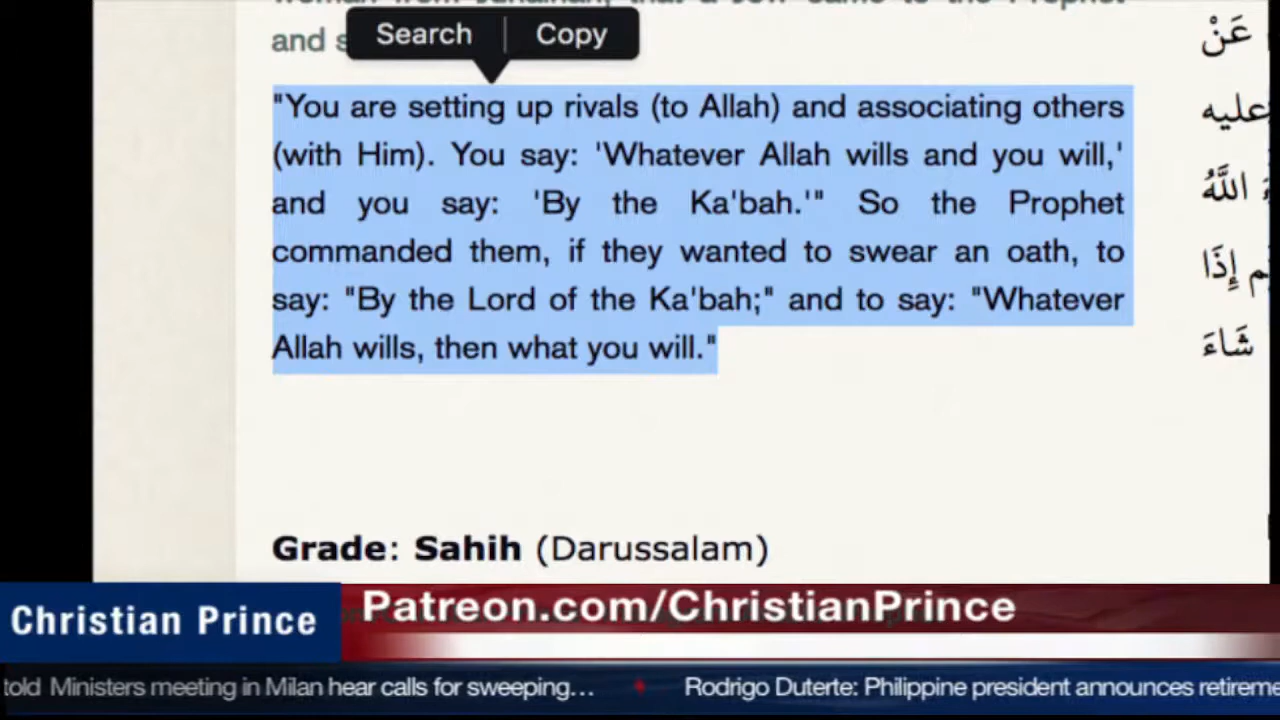 Search | Copy
and s
"You are setting up rivals (to Allah) and associating others
(with Him). You say: 'Whatever Allah wills and you will,'
and you say: 'By the Ka'bah.'" So the Prophet
commanded them, if they wanted to swear an oath, to
say: "By the Lord of the Ka'bah;" and to say: "Whatever
Allah wills, then what you will."
عَنْ
عليه
اللَّهُ
إِذَا
شَاءَ
Grade: Sahih (Darussalam)
Christian Prince
Patreon.com/ChristianPrince
told Ministers meeting in Milan hear calls for sweeping... ♦ Rodrigo Duterte: Philippine president announces retireme